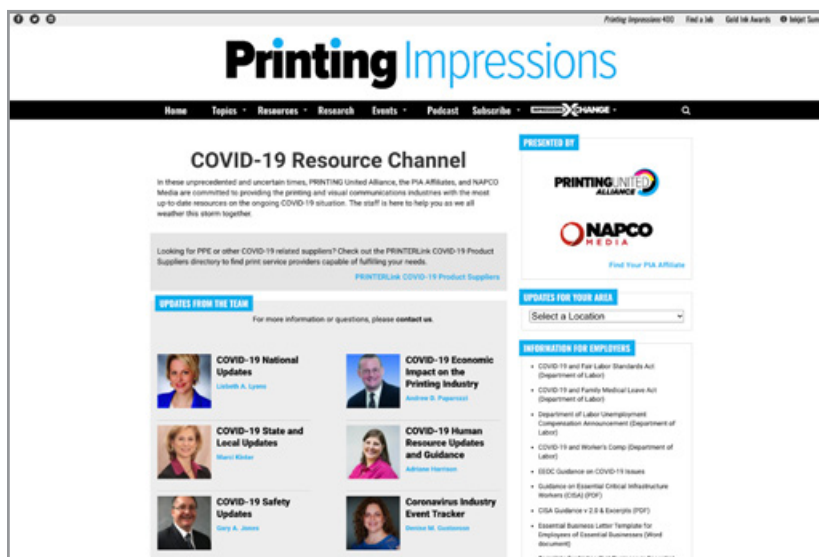 Printing Impressions 400 Find a Job Gold Ink Awards Inkjet Sum
Printing Impressions
Home Topics Resources Research Events Podcast Subscribe IMPRESSIONS XCHANGE
COVID-19 Resource Channel
In these unprecedented and uncertain times, PRINTING United Alliance, the PIA Affiliates, and NAPCO
Media are committed to providing the printing and visual communications industries with the most
up-to-date resources on the ongoing COVID-19 situation. The staff is here to help you as we all
weather this storm together.
Looking for PPE or other COVID-19 related suppliers? Check out the PRINTERLink COVID-19 Product
Suppliers directory to find print service providers capable of fulfilling your needs.
PRINTERLink COVID-19 Product Suppliers
UPDATES FROM THE TEAM
For more information or questions, please contact us.
COVID-19 National
Updates
Lisbeth A. Lyons
COVID-19 Economic
Impact on the
Printing Industry
Andrew D. Paparozzi
COVID-19 State and
Local Updates
Marci Kinter
COVID-19 Human
Resource Updates
and Guidance
Adriane Harrison
COVID-19 Safety
Updates
Gary A. Jones
Coronavirus Industry
Event Tracker
Denise M. Gustavson
PRESENTED BY
PRINTING UNITED
ALLIANCE
NAPCO
MEDIA
Find Your PIA Affiliate
UPDATES FOR YOUR AREA
Select a Location
INFORMATION FOR EMPLOYERS
COVID-19 and Fair Labor Standards Act
(Department of Labor)
COVID-19 and Family Medical Leave Act
(Department of Labor)
Department of Labor Unemployment
Compensation Announcement (Department of
Labor)
COVID-19 and Worker's Comp (Department of
Labor)
EEOC Guidance on COVID-19 Issues
Guidance on Essential Critical Infrastructure
Workers (CISA) (PDF)
CISA Guidance v 2.0 & Excerpts (PDF)
Essential Business Letter Template for
Employees of Essential Businesses (Word
document)